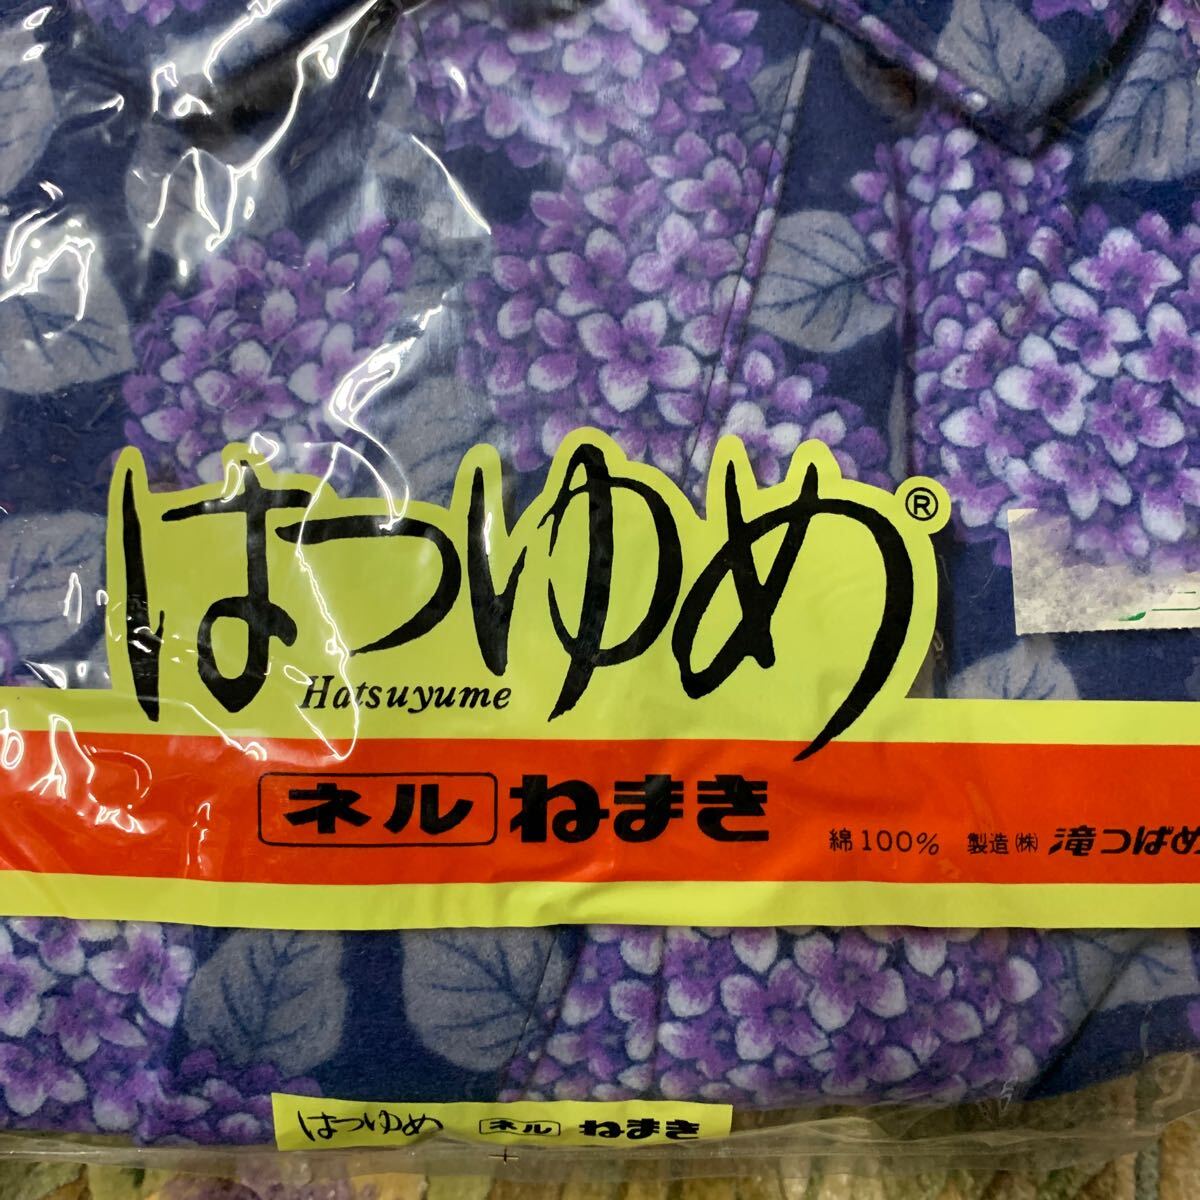 はつゆめ®
Hatsuyume
ネル ねまき
綿100% 製造㈱ 滝つばめ
はつゆめ ネル ねまき